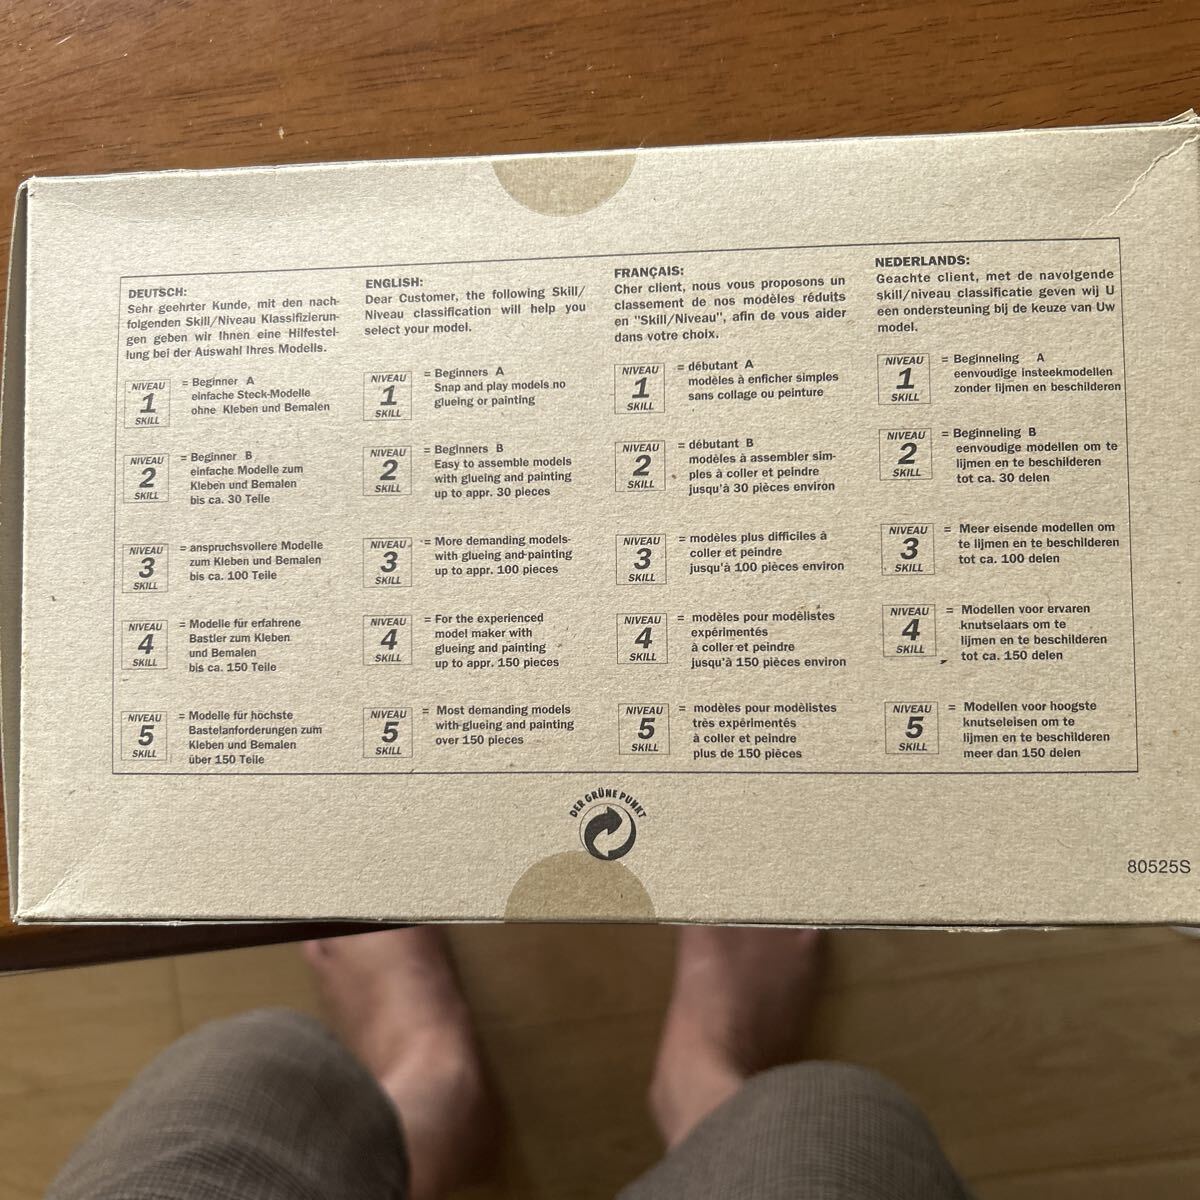 DEUTSCH:
Sehr geehrter Kunde, mit den nach-
folgenden Skill/Niveau Klassifizierun-
gen geben wir Ihnen eine Hilfestel-
lung bei der Auswahl Ihres Modells.
NIVEAU
1
SKILL
= Beginner A
einfache Steck-Modelle
ohne Kleben und Bemalen
NIVEAU
2
SKILL
= Beginner B
einfache Modelle zum
Kleben und Bemalen
bis ca. 30 Teile
NIVEAU
3
SKILL
= anspruchsvollere Modelle
zum Kleben und Bemalen
bis ca. 100 Teile
NIVEAU
4
SKILL
= Modelle für erfahrene
Bastler zum Kleben
und Bemalen
bis ca. 150 Teile
NIVEAU
5
SKILL
= Modelle für höchste
Bastelanforderungen zum
Kleben und Bemalen
über 150 Teile
ENGLISH:
Dear Customer, the following Skill/
Niveau classification will help you
select your model.
NIVEAU
1
SKILL
= Beginners A
Snap and play models no
glueing or painting
NIVEAU
2
SKILL
= Beginners B
Easy to assemble models
with glueing and painting
up to appr. 30 pieces
NIVEAU
3
SKILL
= More demanding models
with glueing and painting
up to appr. 100 pieces
NIVEAU
4
SKILL
= For the experienced
model maker with
glueing and painting
up to appr. 150 pieces
NIVEAU
5
SKILL
= Most demanding models
with glueing and painting
over 150 pieces
FRANÇAIS:
Cher client, nous vous proposons un
classement de nos modèles réduits
en "Skill/Niveau", afin de vous aider
dans votre choix.
NIVEAU
1
SKILL
= débutant A
modèles à enficher simples
sans collage ou peinture
NIVEAU
2
SKILL
= débutant B
modèles à assembler sim-
ples à coller et peindre
jusqu'à 30 pièces environ
NIVEAU
3
SKILL
= modèles plus difficiles à
coller et peindre
jusqu'à 100 pièces environ
NIVEAU
4
SKILL
= modèles pour modèlistes
expérimentés
à coller et peindre
jusqu'à 150 pièces environ
NIVEAU
5
SKILL
= modèles pour modèlistes
très expérimentés
à coller et peindre
plus de 150 pièces
NEDERLANDS:
Geachte client, met de navolgende
skill/niveau classificatie geven wij U
een ondersteuning bij de keuze van Uw
model.
NIVEAU
1
SKILL
= Beginneling A
eenvoudige insteekmodellen
zonder lijmen en beschilderen
NIVEAU
2
SKILL
= Beginneling B
eenvoudige modellen om te
lijmen en te beschilderen
tot ca. 30 delen
NIVEAU
3
SKILL
= Meer eisende modellen om
te lijmen en te beschilderen
tot ca. 100 delen
NIVEAU
4
SKILL
= Modellen voor ervaren
knutselaars om te
lijmen en te beschilderen
tot ca. 150 delen
NIVEAU
5
SKILL
= Modellen voor hoogste
knutseleisen om te
lijmen en te beschilderen
meer dan 150 delen
DER GRÜNE PUNKT
80525S